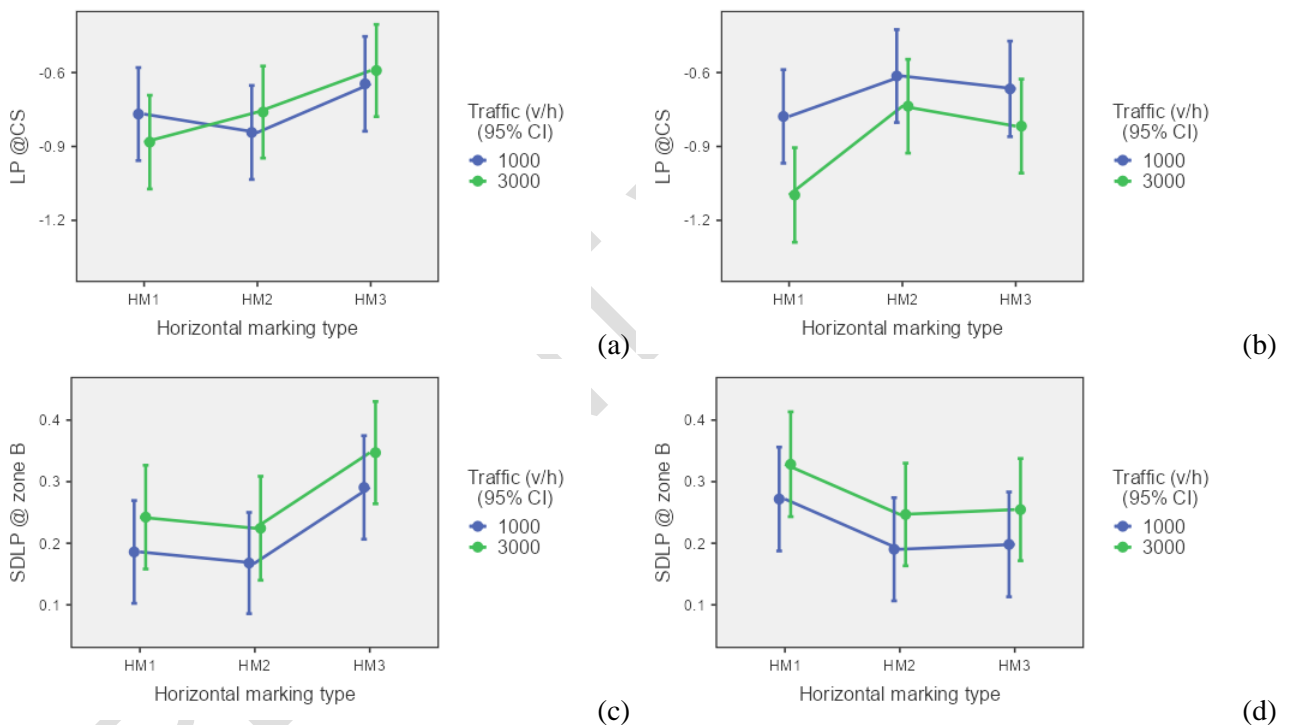 LP @CS
-0.6
-0.9
-1.2
HM1 HM2 HM3
Horizontal marking type
Traffic (v/h)
(95% CI)
1000
3000
(a)
LP @CS
-0.6
-0.9
-1.2
HM1 HM2 HM3
Horizontal marking type
Traffic (v/h)
(95% CI)
1000
3000
(b)
SDLP @ zone B
0.4
0.3
0.2
0.1
HM1 HM2 HM3
Horizontal marking type
Traffic (v/h)
(95% CI)
1000
3000
(c)
SDLP @ zone B
0.4
0.3
0.2
0.1
HM1 HM2 HM3
Horizontal marking type
Traffic (v/h)
(95% CI)
1000
3000
(d)